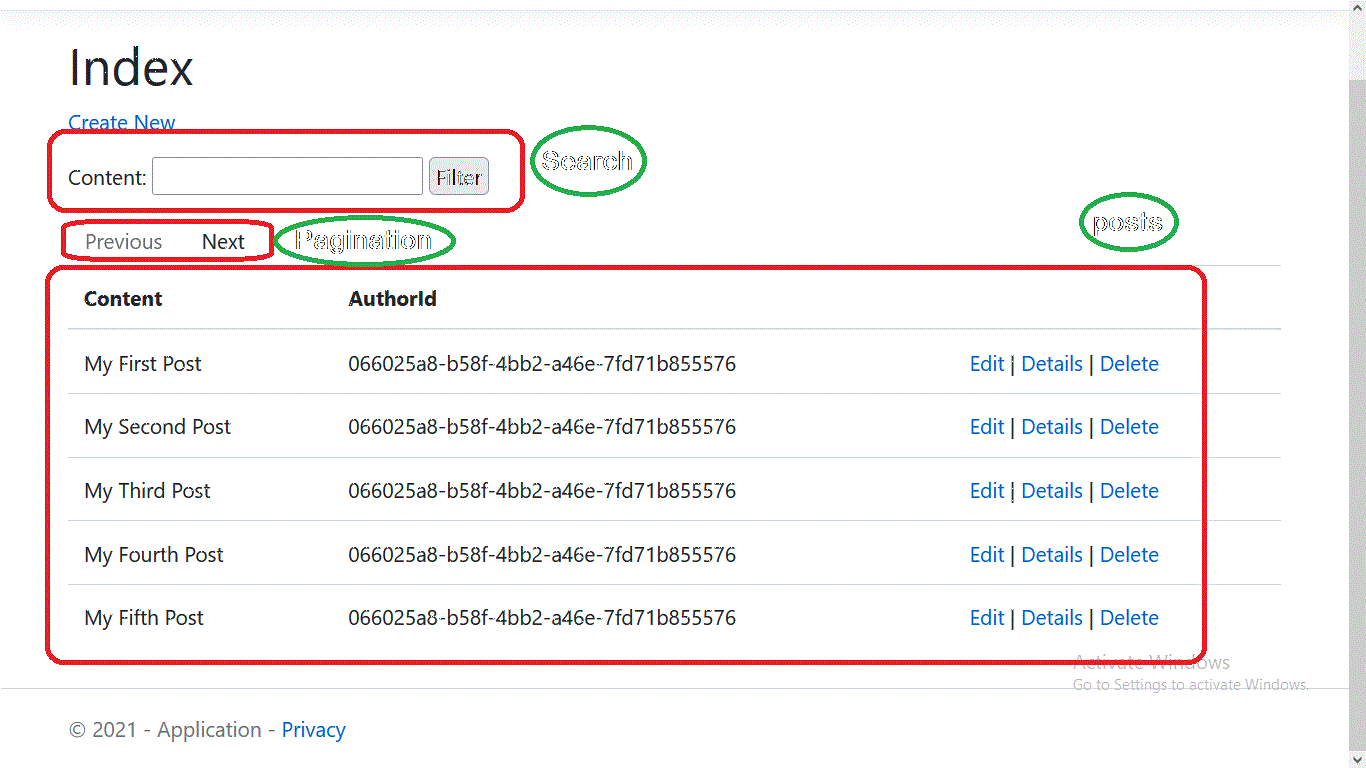 Index
Create New
Content: Filter Search
Previous Next Pagination posts
Content AuthorId
My First Post 066025a8-b58f-4bb2-a46e-7fd71b855576 Edit | Details | Delete
My Second Post 066025a8-b58f-4bb2-a46e-7fd71b855576 Edit | Details | Delete
My Third Post 066025a8-b58f-4bb2-a46e-7fd71b855576 Edit | Details | Delete
My Fourth Post 066025a8-b58f-4bb2-a46e-7fd71b855576 Edit | Details | Delete
My Fifth Post 066025a8-b58f-4bb2-a46e-7fd71b855576 Edit | Details | Delete
Activate Windows
Go to Settings to activate Windows.
© 2021 - Application - Privacy